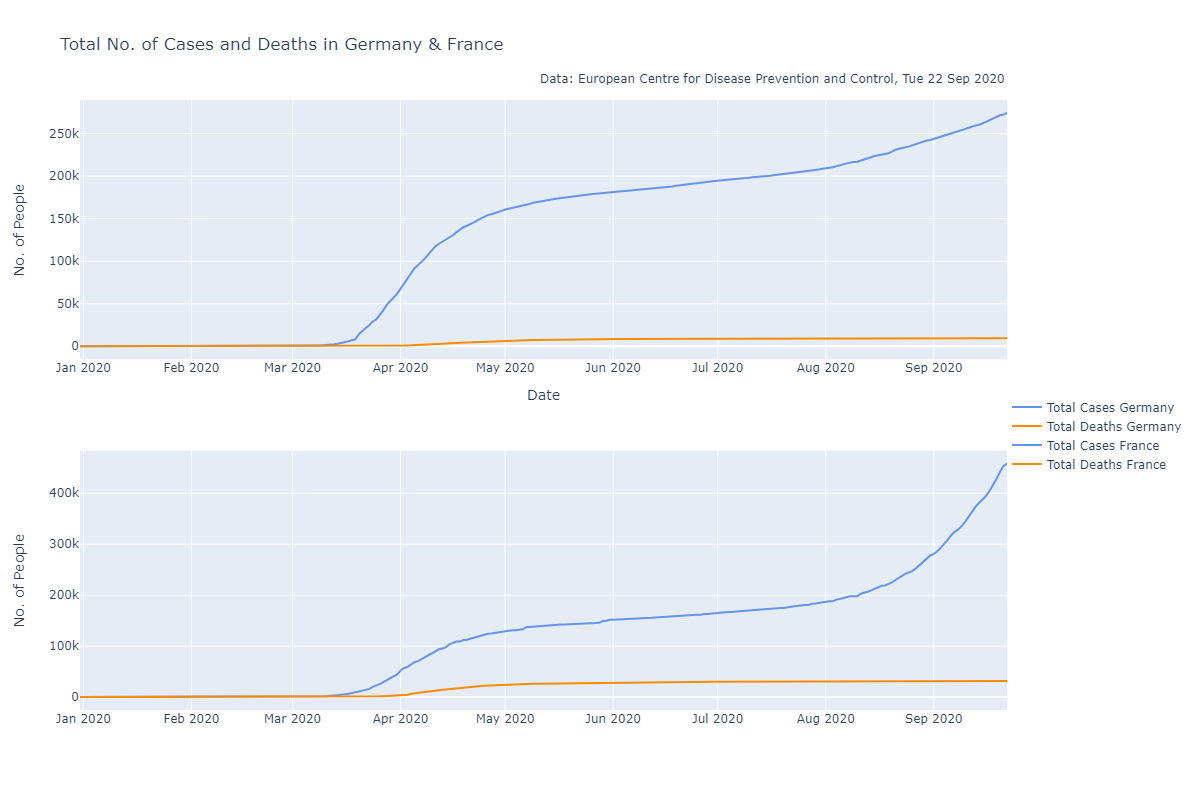 Total No. of Cases and Deaths in Germany & France
Data: European Centre for Disease Prevention and Control, Tue 22 Sep 2020
No. of People
250k
200k
150k
100k
50k
0
Jan 2020 Feb 2020 Mar 2020 Apr 2020 May 2020 Jun 2020 Jul 2020 Aug 2020 Sep 2020
Date
Total Cases Germany
Total Deaths Germany
Total Cases France
Total Deaths France
No. of People
400k
300k
200k
100k
0
Jan 2020 Feb 2020 Mar 2020 Apr 2020 May 2020 Jun 2020 Jul 2020 Aug 2020 Sep 2020